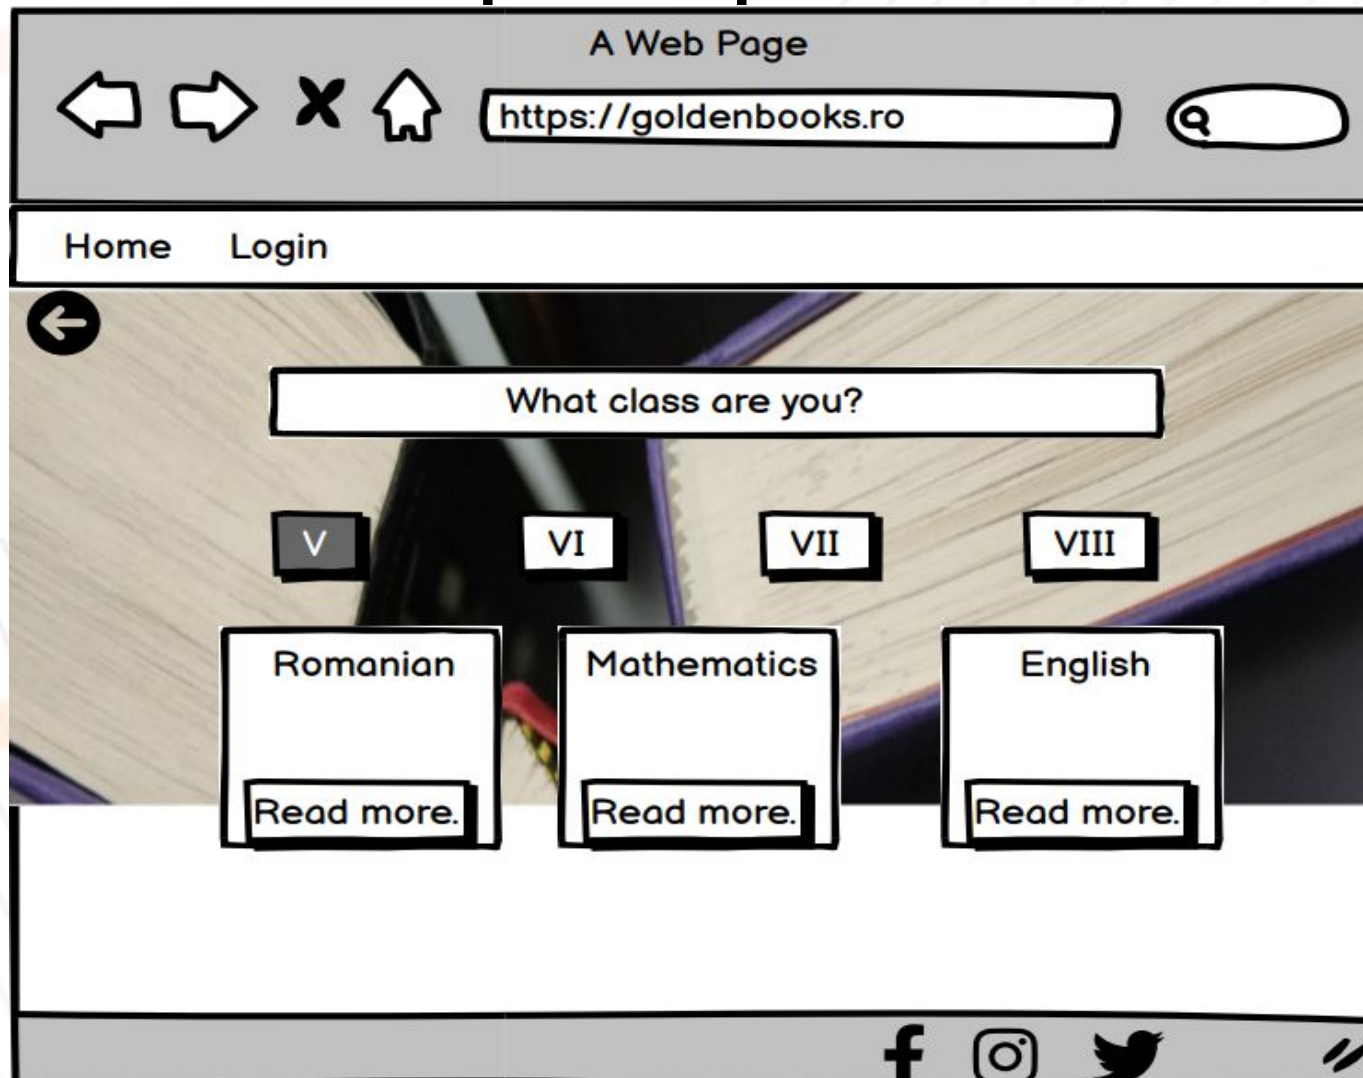 A Web Page
https://goldenbooks.ro
Home Login
What class are you?
V VI VII VIII
Romanian Mathematics English
Read more. Read more. Read more.